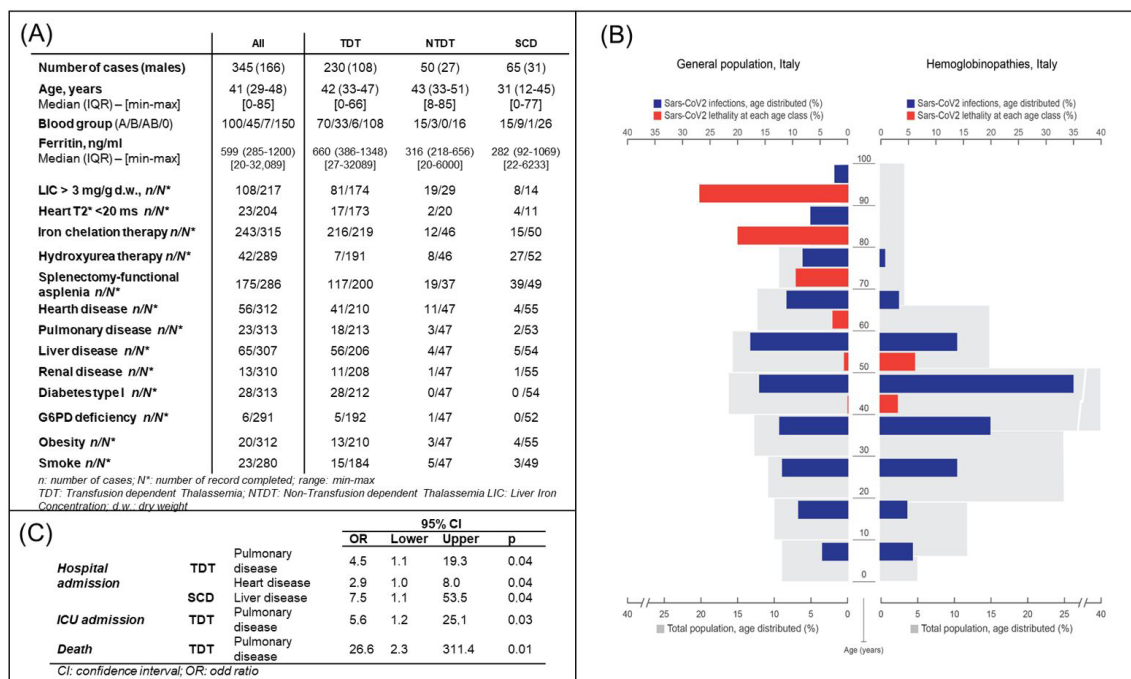 (A)
All TDT NTDT SCD
Number of cases (males) 345 (166) 230 (108) 50 (27) 65 (31)
Age, years 41 (29-48) 42 (33-47) 43 (33-51) 31 (12-45)
Median (IQR) – [min-max] [0-85] [0-66] [8-85] [0-77]
Blood group (A/B/AB/0) 100/45/7/150 70/33/6/108 15/3/0/16 15/9/1/26
Ferritin, ng/ml 599 (285-1200) 660 (386-1348) 316 (218-656) 282 (92-1069)
Median (IQR) – [min-max] [20-32,089] [27-32089] [20-6000] [22-6233]
LIC > 3 mg/g d.w., n/N* 108/217 81/174 19/29 8/14
Heart T2* <20 ms n/N* 23/204 17/173 2/20 4/11
Iron chelation therapy n/N* 243/315 216/219 12/46 15/50
Hydroxyurea therapy n/N* 42/289 7/191 8/46 27/52
Splenectomy-functional
asplenia n/N* 175/286 117/200 19/37 39/49
Hearth disease n/N* 56/312 41/210 11/47 4/55
Pulmonary disease n/N* 23/313 18/213 3/47 2/53
Liver disease n/N* 65/307 56/206 4/47 5/54
Renal disease n/N* 13/310 11/208 1/47 1/55
Diabetes type I n/N* 28/313 28/212 0/47 0/54
G6PD deficiency n/N* 6/291 5/192 1/47 0/52
Obesity n/N* 20/312 13/210 3/47 4/55
Smoke n/N* 23/280 15/184 5/47 3/49
n: number of cases; N*: number of record completed; range: min-max
TDT: Transfusion dependent Thalassemia; NTDT: Non-Transfusion dependent Thalassemia LIC: Liver Iron
Concentration; d.w.: dry weight
(C)
95% CI
OR Lower Upper p
Hospital admission TDT Pulmonary disease 4.5 1.1 19.3 0.04
Heart disease 2.9 1.0 8.0 0.04
SCD Liver disease 7.5 1.1 53.5 0.04
ICU admission TDT Pulmonary disease 5.6 1.2 25,1 0.03
Death TDT Pulmonary disease 26.6 2.3 311.4 0.01
CI: confidence interval; OR: odd ratio
(B)
General population, Italy Hemoglobinopathies, Italy
Sars-CoV2 infections, age distributed (%) Sars-CoV2 infections, age distributed (%)
Sars-CoV2 lethality at each age class (%) Sars-CoV2 lethality at each age class (%)
40 35 30 25 20 15 10 5 0 0 5 10 15 20 25 30 35 40
100
90
80
70
60
50
40
30
20
10
0
40 25 20 15 10 5 0 0 5 10 15 20 25 40
Total population, age distributed (%) Total population, age distributed (%)
Age (years)